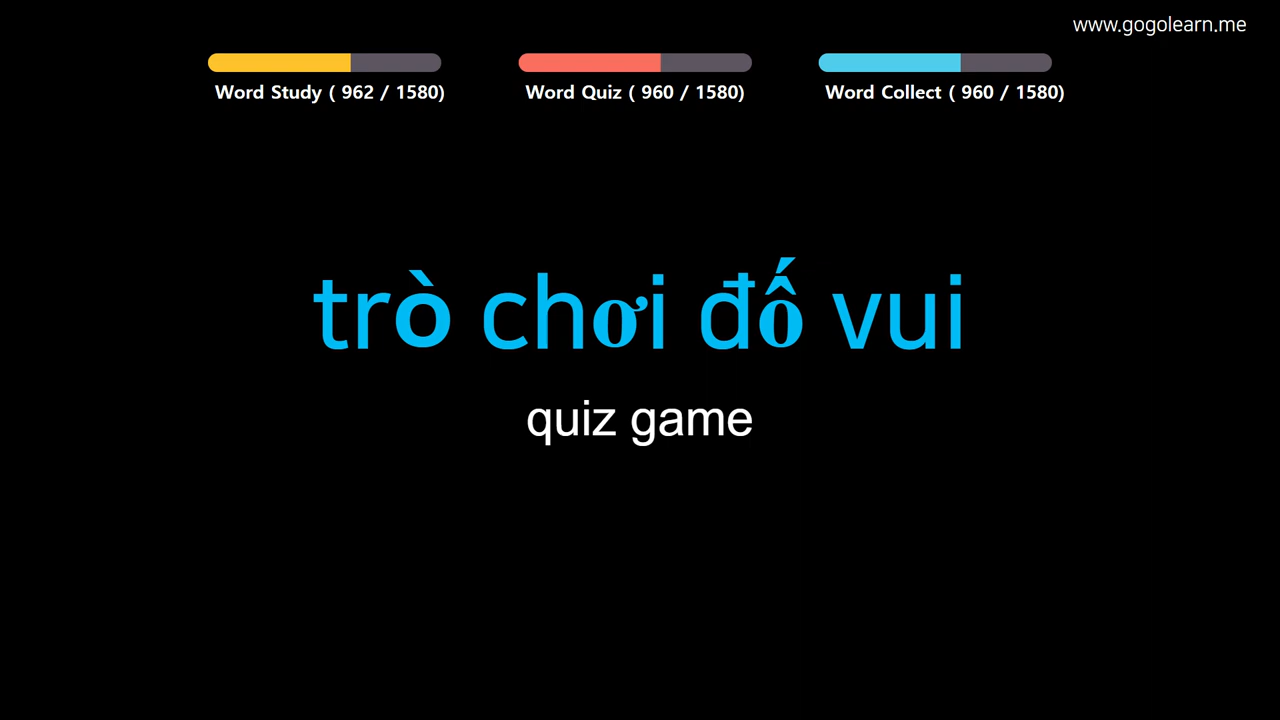 www.gogolearn.me
Word Study ( 962 / 1580)
Word Quiz ( 960 / 1580)
Word Collect ( 960 / 1580)
trò chơi đố vui
quiz game